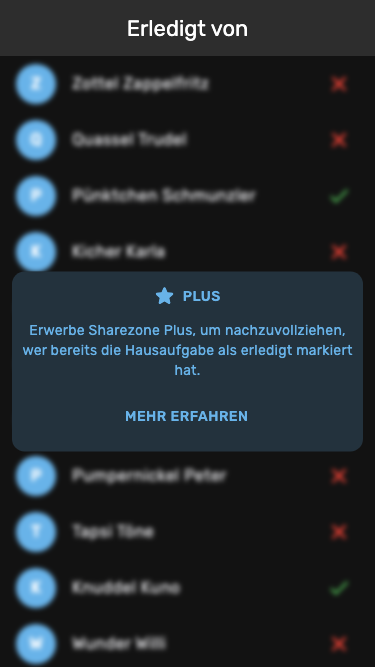 Erledigt von
Z Zottel Zappelfritz
Q Quassel Trudel
P Pünktchen Schmunzler
K Kicher Karla
PLUS
Erwerbe Sharezone Plus, um nachzuvollziehen,
wer bereits die Hausaufgabe als erledigt markiert
hat.
MEHR ERFAHREN
P Pumpernickel Peter
T Tapsi Töne
K Knuddel Kuno
W Wunder Willi